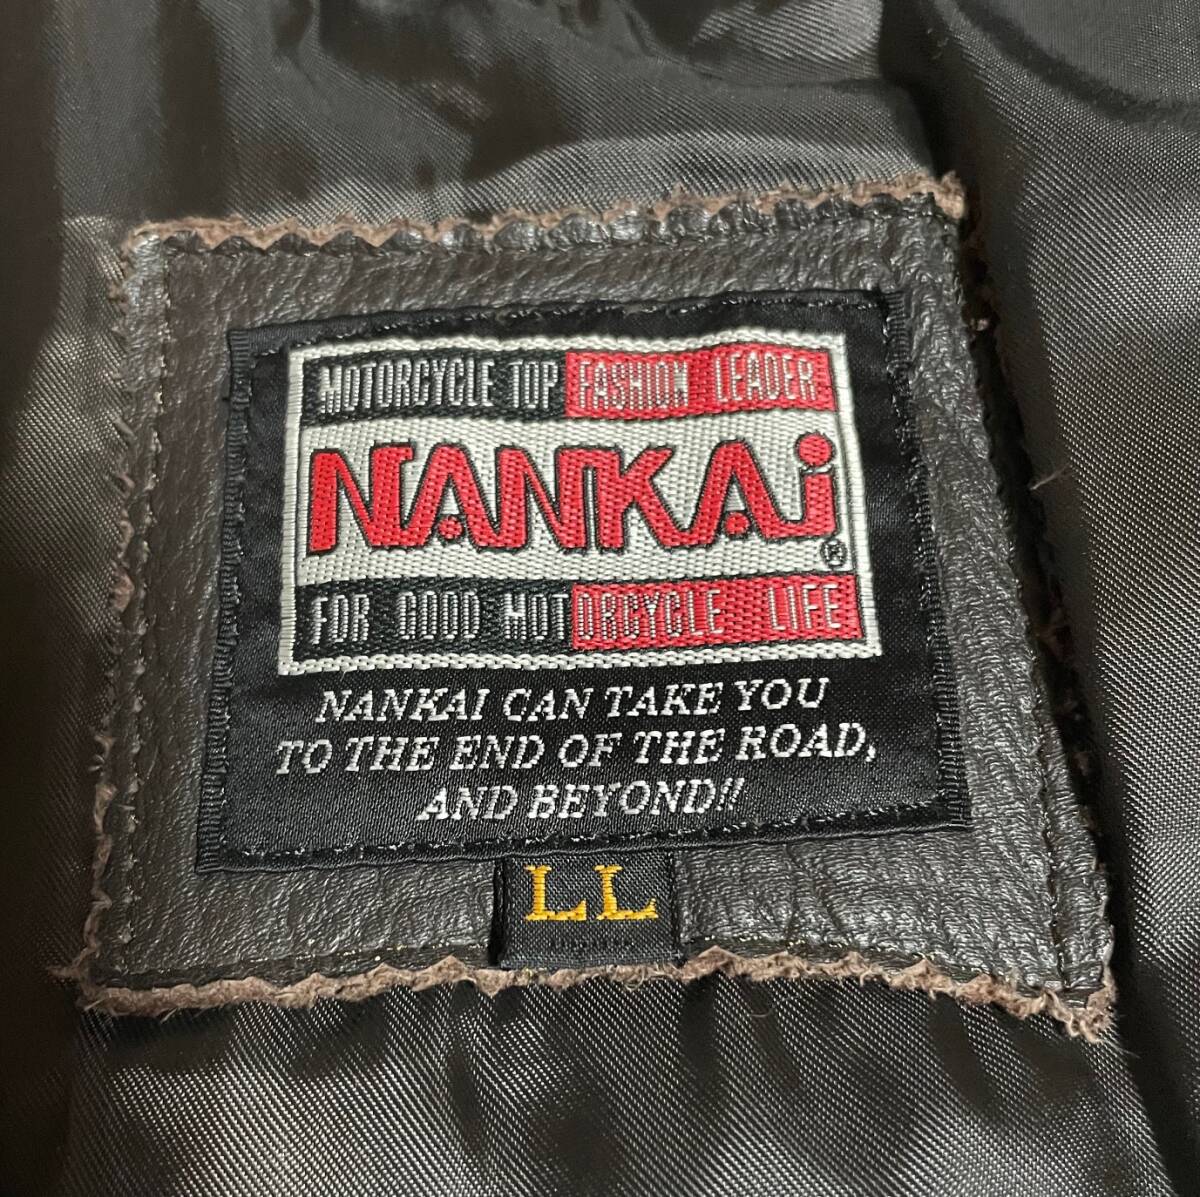 MOTORCYCLE TOP FASHION LEADER
NANKAi®
FOR GOOD MOTORCYCLE LIFE
NANKAI CAN TAKE YOU
TO THE END OF THE ROAD,
AND BEYOND!!
LL